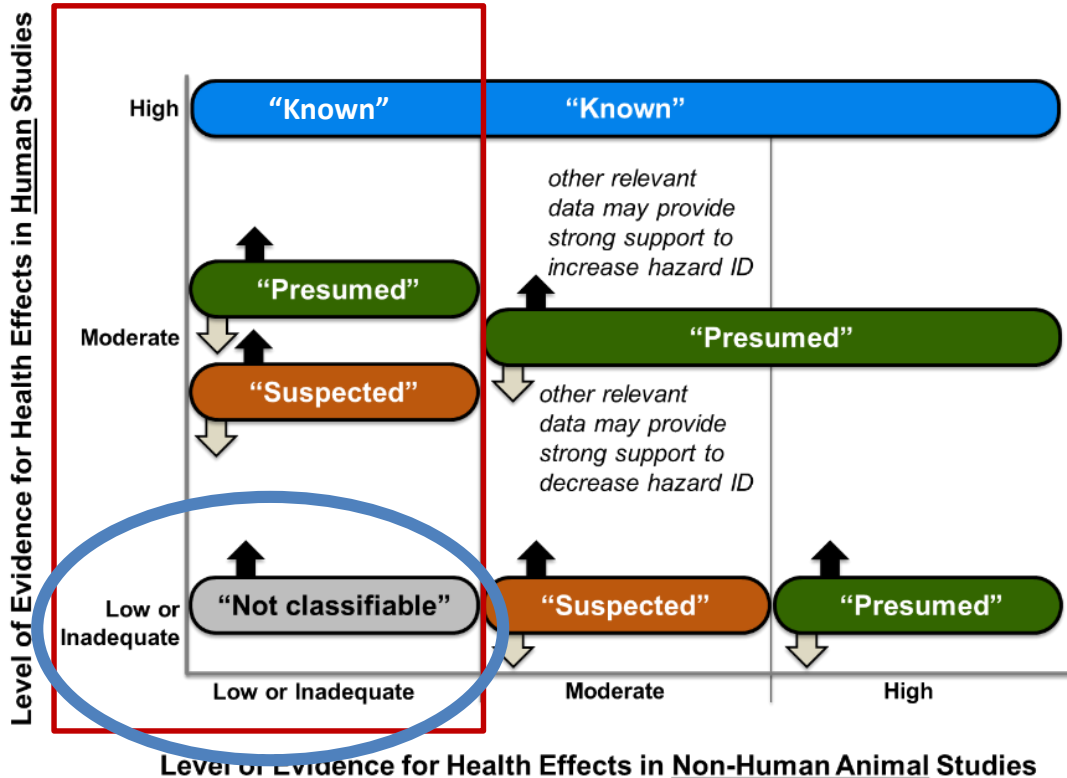 Level of Evidence for Health Effects in Human Studies
High
“Known”
“Known”
other relevant
data may provide
strong support to
increase hazard ID
“Presumed”
Moderate
“Presumed”
“Suspected”
other relevant
data may provide
strong support to
decrease hazard ID
Low or
Inadequate
“Not classifiable”
“Suspected”
“Presumed”
Low or Inadequate
Moderate
High
Level of Evidence for Health Effects in Non-Human Animal Studies